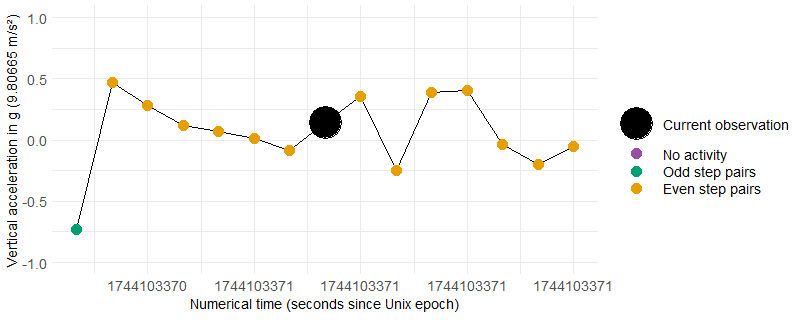 Vertical acceleration in g (9.80665 m/s²)
1.0
0.5
0.0
-0.5
-1.0
1744103370 1744103371 1744103371 1744103371 1744103371
Numerical time (seconds since Unix epoch)
Current observation
No activity
Odd step pairs
Even step pairs